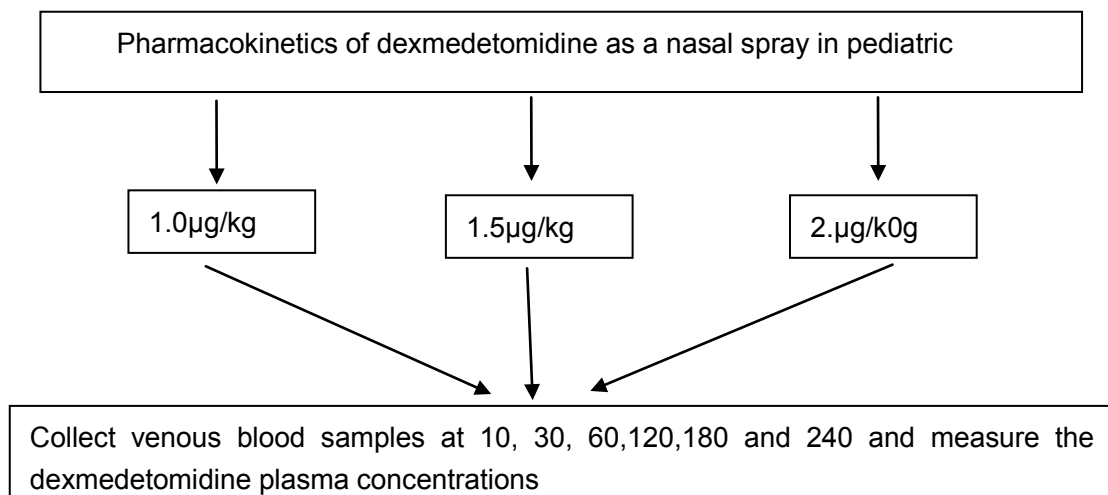 Pharmacokinetics of dexmedetomidine as a nasal spray in pediatric
1.0μg/kg
1.5μg/kg
2.μg/k0g
Collect venous blood samples at 10, 30, 60,120,180 and 240 and measure the
dexmedetomidine plasma concentrations